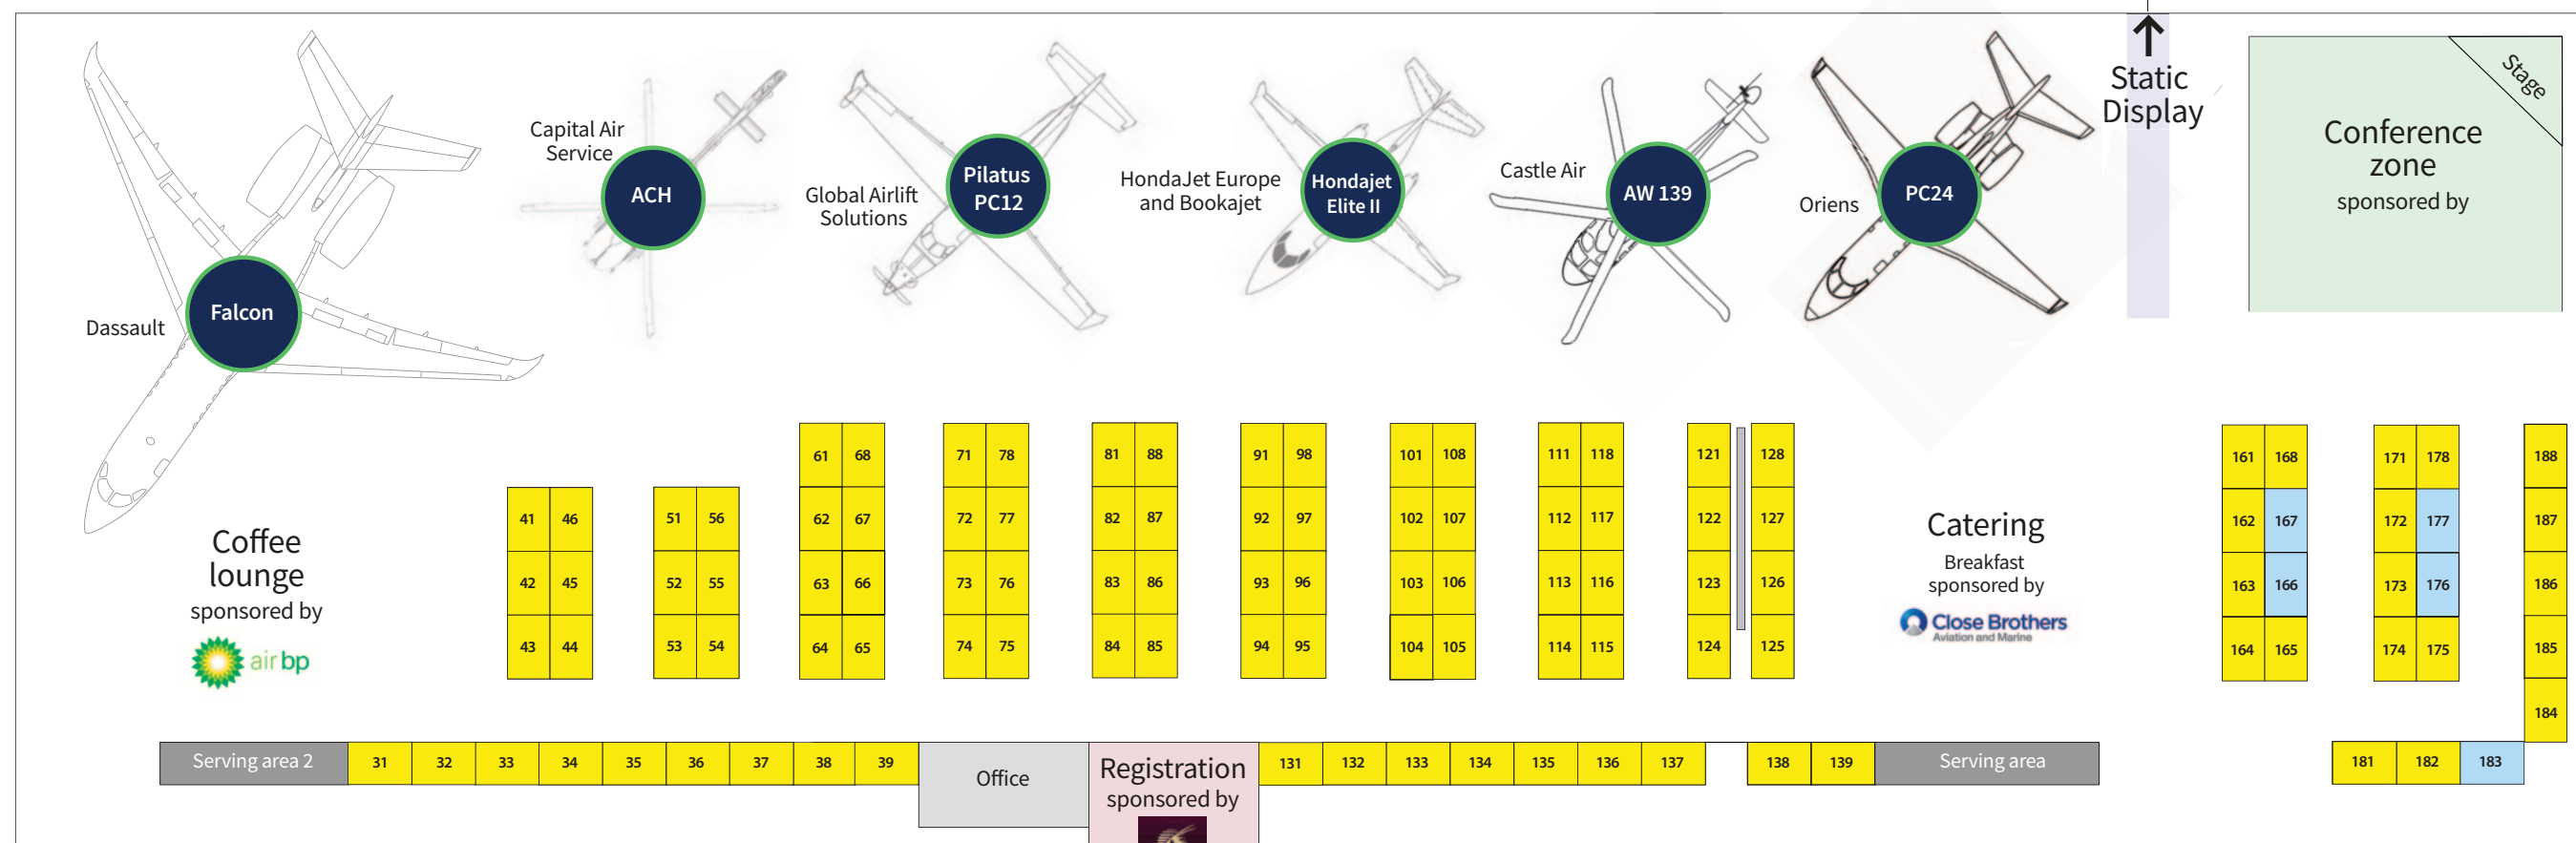 Static
Display
Stage
Conference
zone
sponsored by
Capital Air
Service
ACH
Pilatus
PC12
Global Airlift
Solutions
HondaJet Europe
and Bookajet
Hondajet
Elite II
Castle Air
AW 139
Oriens
PC24
Dassault
Falcon
61 68 71 78 81 88 91 98 101 108 111 118 121 128 161 168 171 178 188
41 46 51 56 62 67 72 77 82 87 92 97 102 107 112 117 122 127 162 167 172 177 187
42 45 52 55 63 66 73 76 83 86 93 96 103 106 113 116 123 126 163 166 173 176 186
43 44 53 54 64 65 74 75 84 85 94 95 104 105 114 115 124 125 164 165 174 175 185
184
Coffee
lounge
sponsored by
air bp
Catering
Breakfast
sponsored by
Close Brothers
Aviation and Marine
Serving area 2 31 32 33 34 35 36 37 38 39
Office
Registration
sponsored by
131 132 133 134 135 136 137 138 139 Serving area
181 182 183